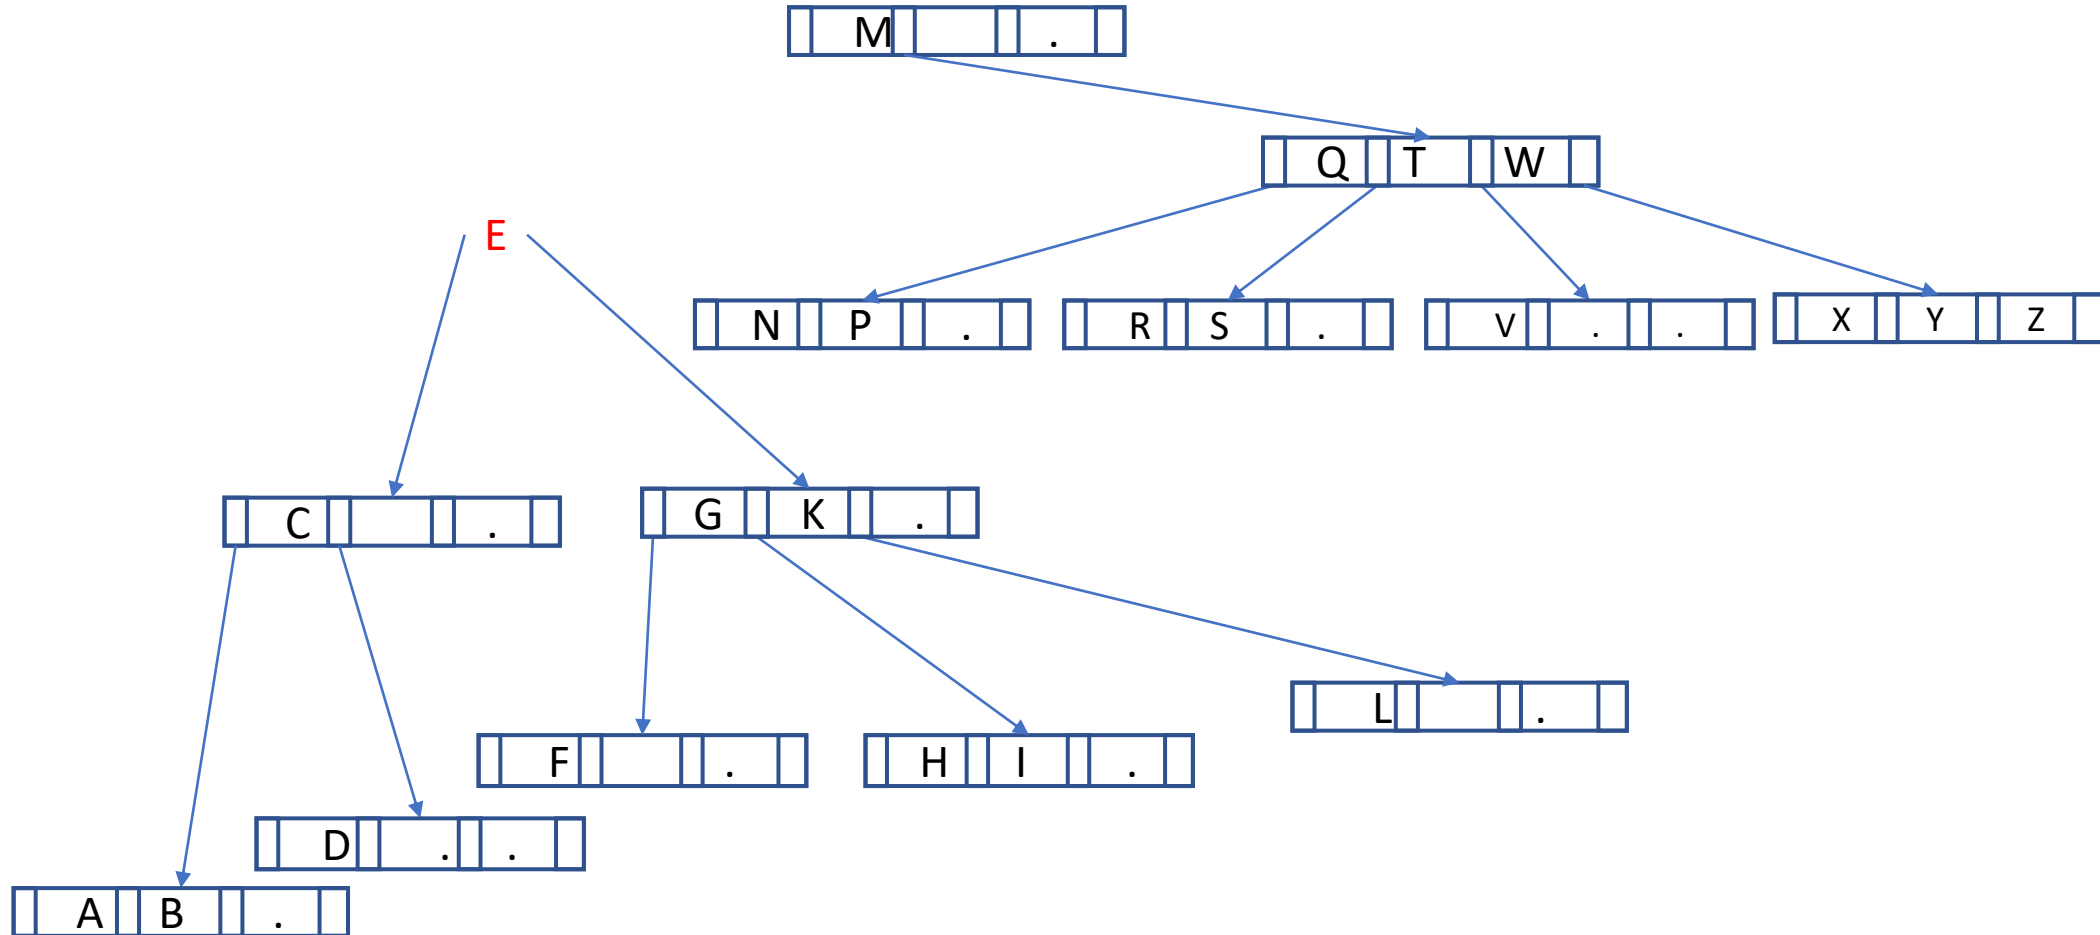 M .
Q T W
E
N P . R S . V . . X Y Z
C . G K .
L .
F . H I .
D . .
A B .